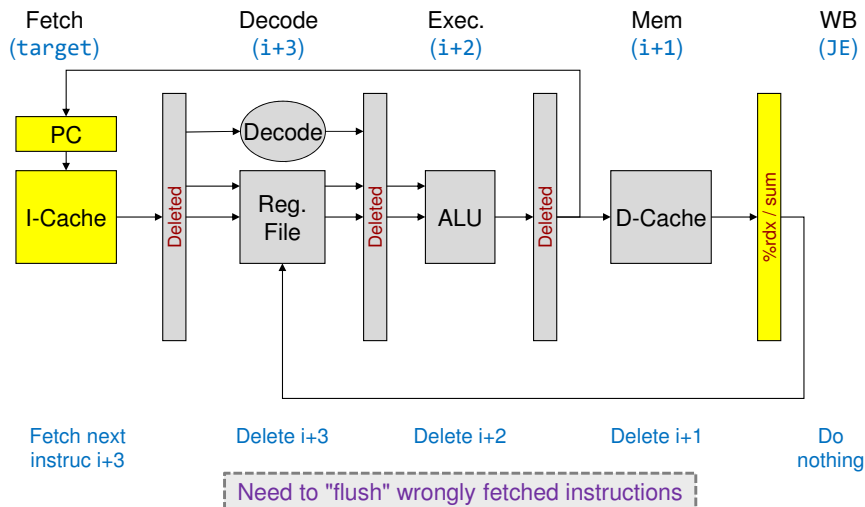 Fetch
(target)
Decode
(i+3)
Exec.
(i+2)
Mem
(i+1)
WB
(JE)
PC
I-Cache
Deleted
Decode
Reg.
File
Deleted
ALU
Deleted
D-Cache
%rdx / sum
Fetch next
instruc i+3
Delete i+3
Delete i+2
Delete i+1
Do
nothing
Need to "flush" wrongly fetched instructions